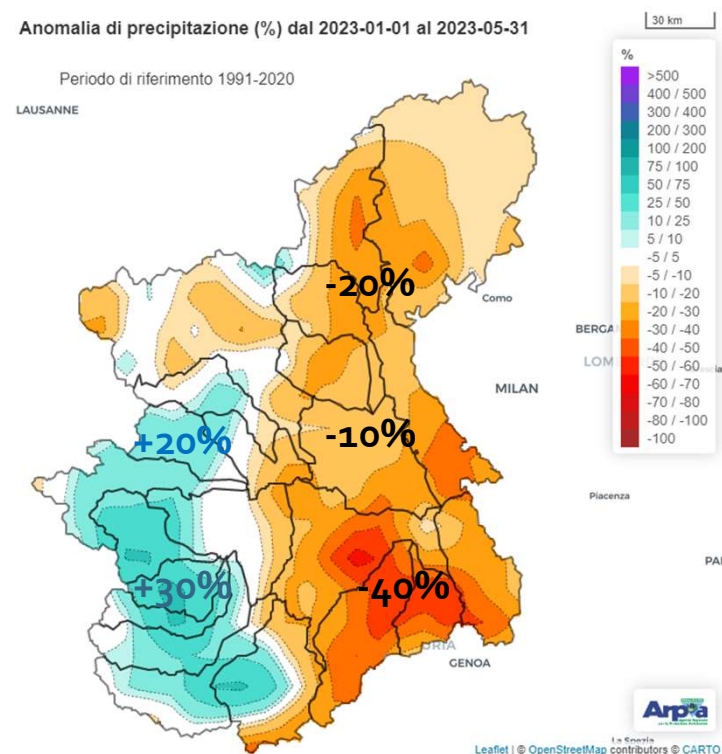 Anomalia di precipitazione (%) dal 2023-01-01 al 2023-05-31
30 km
Periodo di riferimento 1991-2020
LAUSANNE
%
>500
400 / 500
300 / 400
200 / 300
100 / 200
75 / 100
50 / 75
25 / 50
10 / 25
5 / 10
-5 / 5
-5 / -10
-10 / -20
-20 / -30
-30 / -40
-40 / -50
-50 / -60
-60 / -70
-70 / -80
-80 / -100
-100
-20%
Como
BERGA
LOM
escia
MILAN
+20%
-10%
Piacenza
PA
+30%
-40%
URIA
GENOA
Arpa
La Spezia
Leaflet | © OpenStreetMap contributors © CARTO